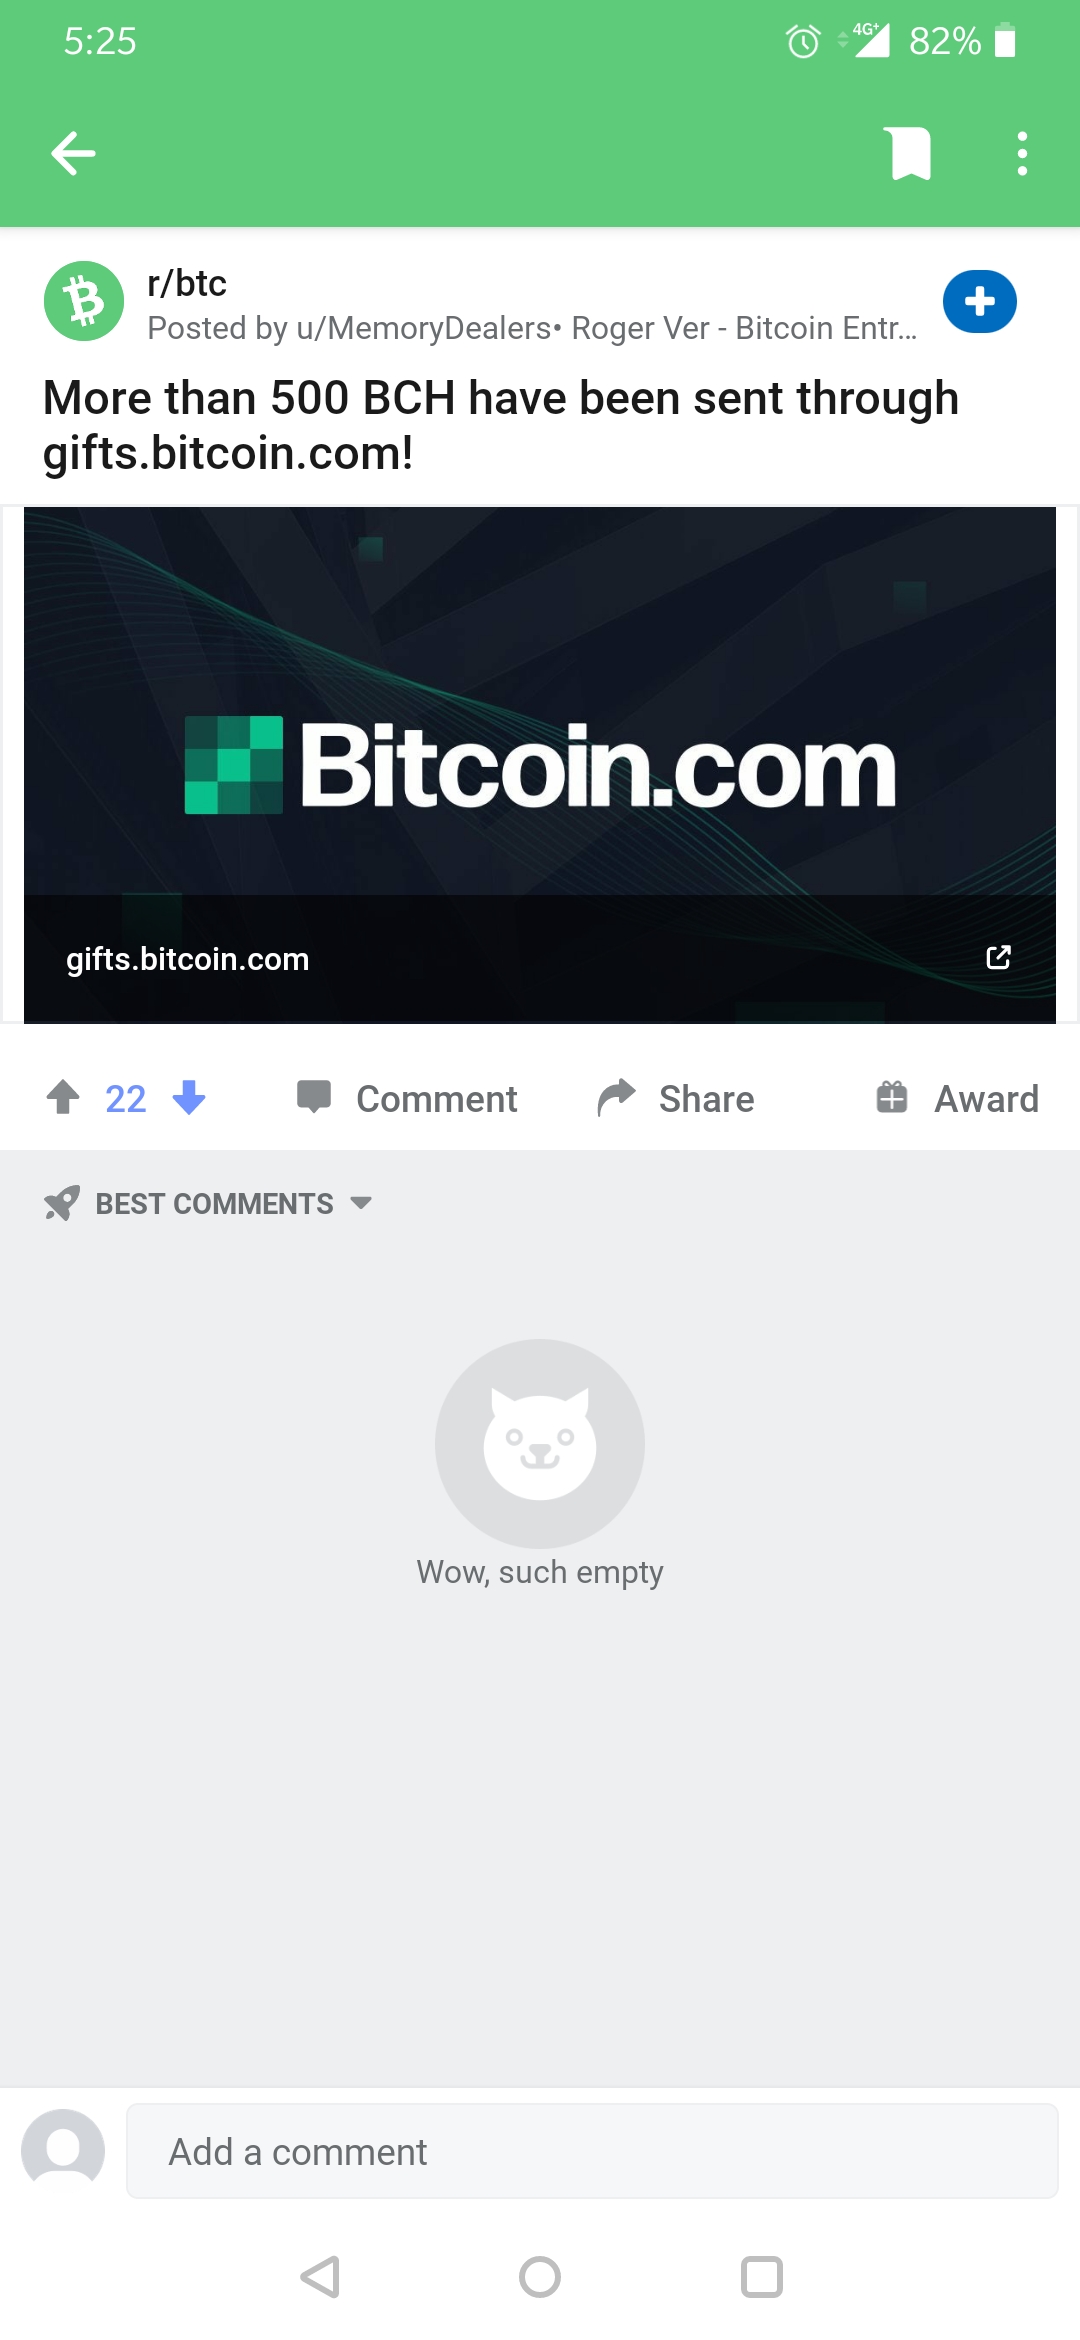 5:25
4G+ 82%
r/btc
Posted by u/MemoryDealers• Roger Ver - Bitcoin Entr...
More than 500 BCH have been sent through
gifts.bitcoin.com!
Bitcoin.com
gifts.bitcoin.com
22 Comment Share Award
BEST COMMENTS
Wow, such empty
Add a comment